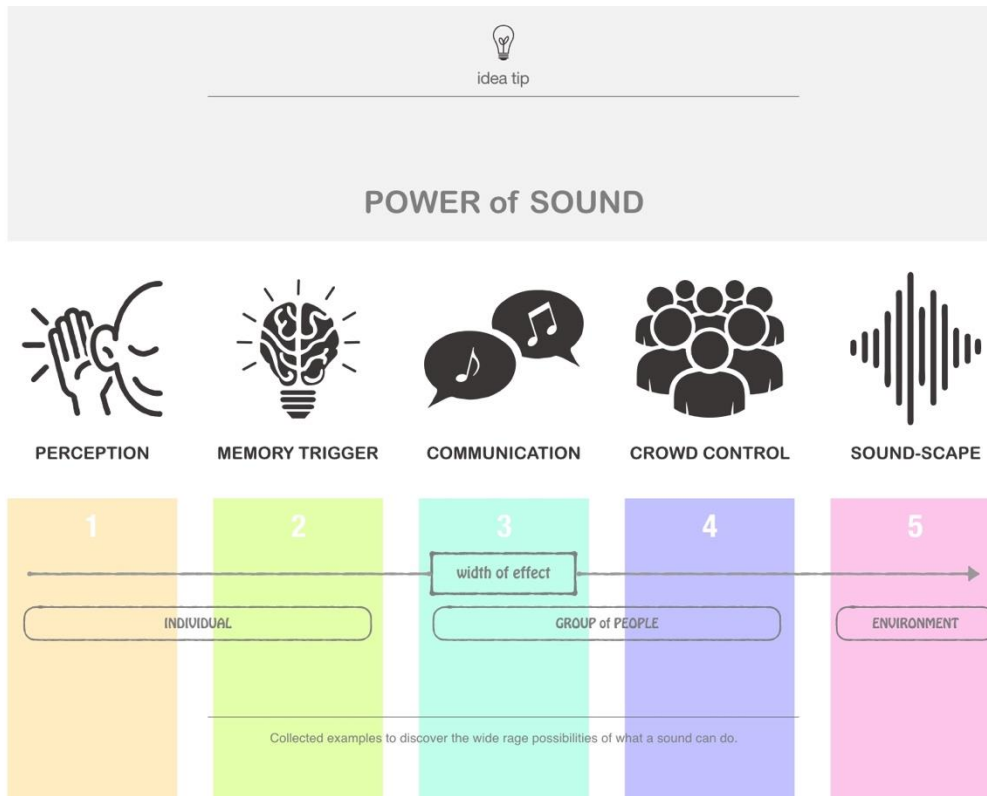 idea tip
POWER of SOUND
PERCEPTION
MEMORY TRIGGER
COMMUNICATION
CROWD CONTROL
SOUND-SCAPE
1
2
3
4
5
width of effect
INDIVIDUAL
GROUP of PEOPLE
ENVIRONMENT
Collected examples to discover the wide rage possibilities of what a sound can do.